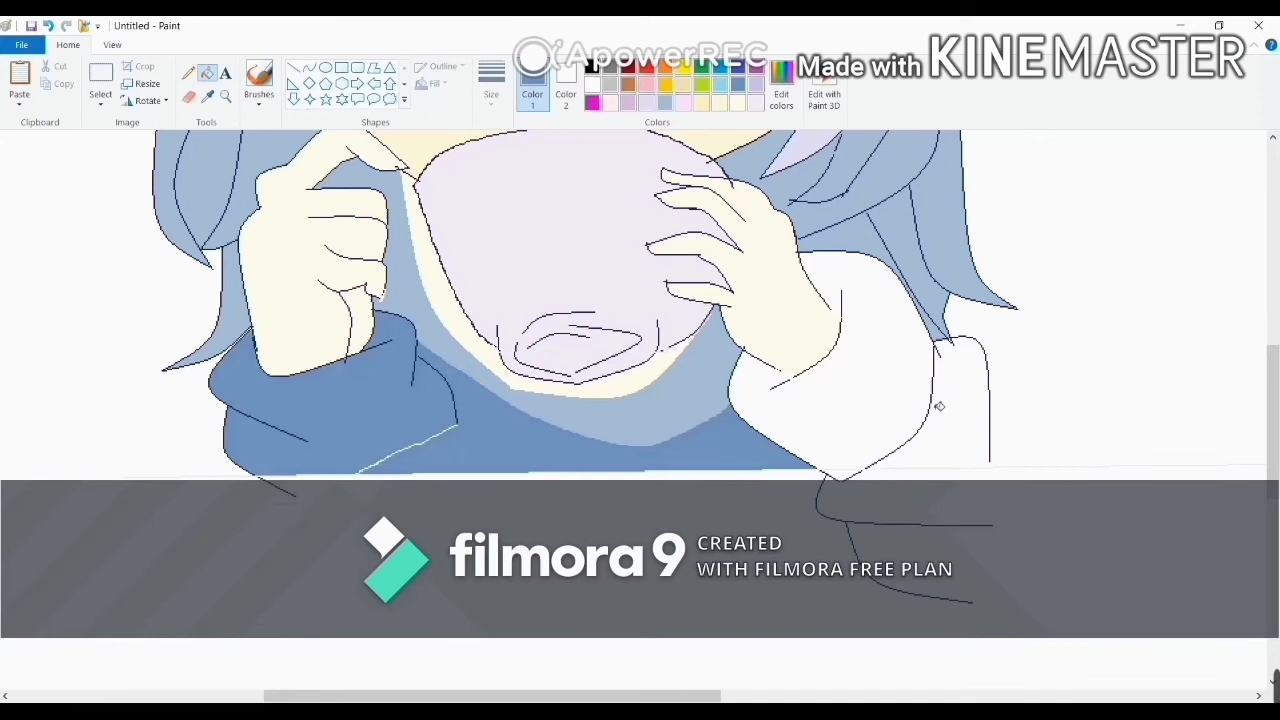 Untitled - Paint
File
Home
View
Paste
Cut
Copy
Clipboard
Select
Crop
Resize
Rotate
Image
A
Tools
Brushes
Outline
Fill
Shapes
Size
Color
1
Color
2
Edit
colors
Edit with
Paint 3D
Colors
ApowerREC
Made with KINEMASTER
filmora9
CREATED
WITH FILMORA FREE PLAN